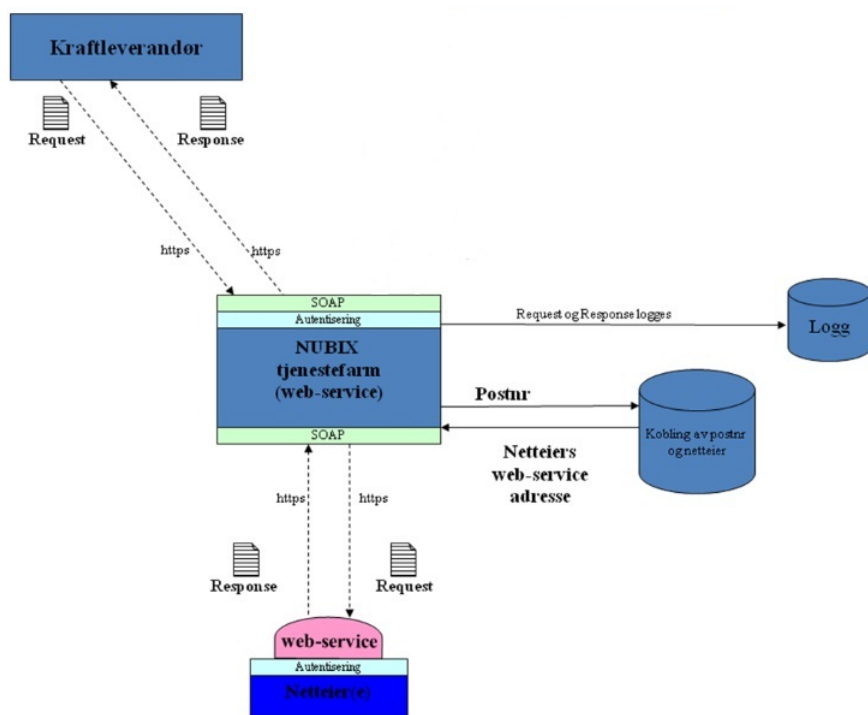 Kraftleverandør
Request
Response
https
https
SOAP
Autentisering
NUBIX
tjenestefarm
(web-service)
SOAP
Request og Response logges
Logg
Postnr
Kobling av postnr
og netteier
Netteiers
web-service
adresse
https
https
Response
Request
web-service
Autentisering
Netteier(e)